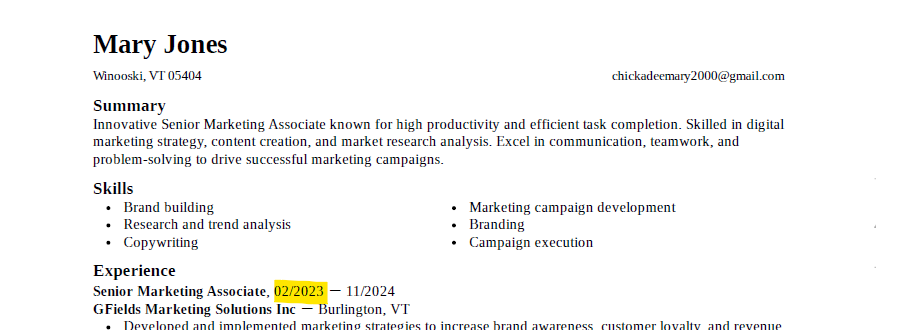 Mary Jones
Winooski, VT 05404 chickadeemary2000@gmail.com
Summary
Innovative Senior Marketing Associate known for high productivity and efficient task completion. Skilled in digital
marketing strategy, content creation, and market research analysis. Excel in communication, teamwork, and
problem-solving to drive successful marketing campaigns.
Skills
• Brand building
• Research and trend analysis
• Copywriting
• Marketing campaign development
• Branding
• Campaign execution
Experience
Senior Marketing Associate, 02/2023 — 11/2024
GFields Marketing Solutions Inc — Burlington, VT
• Developed and implemented marketing strategies to increase brand awareness, customer loyalty, and revenue